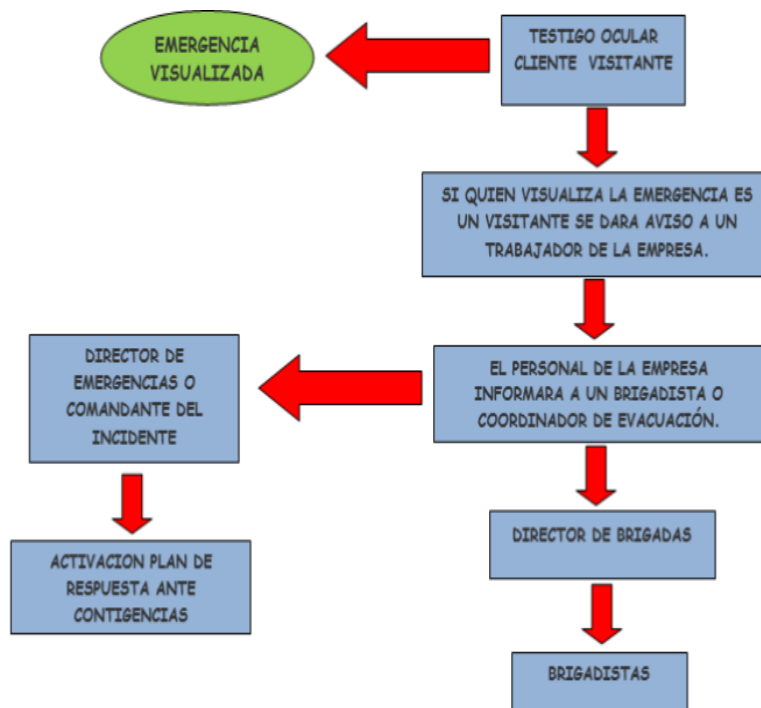 EMERGENCIA
VISUALIZADA
TESTIGO OCULAR
CLIENTE VISITANTE
SI QUIEN VISUALIZA LA EMERGENCIA ES
UN VISITANTE SE DARA AVISO A UN
TRABAJADOR DE LA EMPRESA.
DIRECTOR DE
EMERGENCIAS O
COMANDANTE DEL
INCIDENTE
EL PERSONAL DE LA EMPRESA
INFORMARA A UN BRIGADISTA O
COORDINADOR DE EVACUACIÓN.
ACTIVACION PLAN DE
RESPUESTA ANTE
CONTIGENCIAS
DIRECTOR DE BRIGADAS
BRIGADISTAS